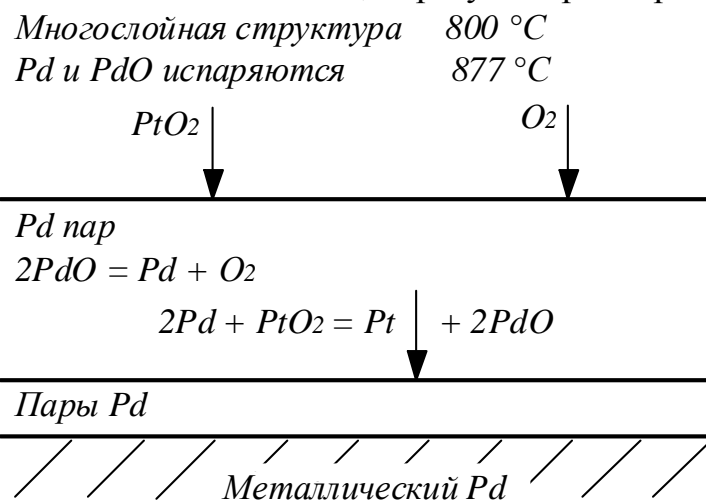 Многослойная структура 800 °C
Pd и PdO испаряются 877 °C
PtO2 O2
Pd пар
2PdO = Pd + O2
2Pd + PtO2 = Pt + 2PdO
Пары Pd
Металлический Pd